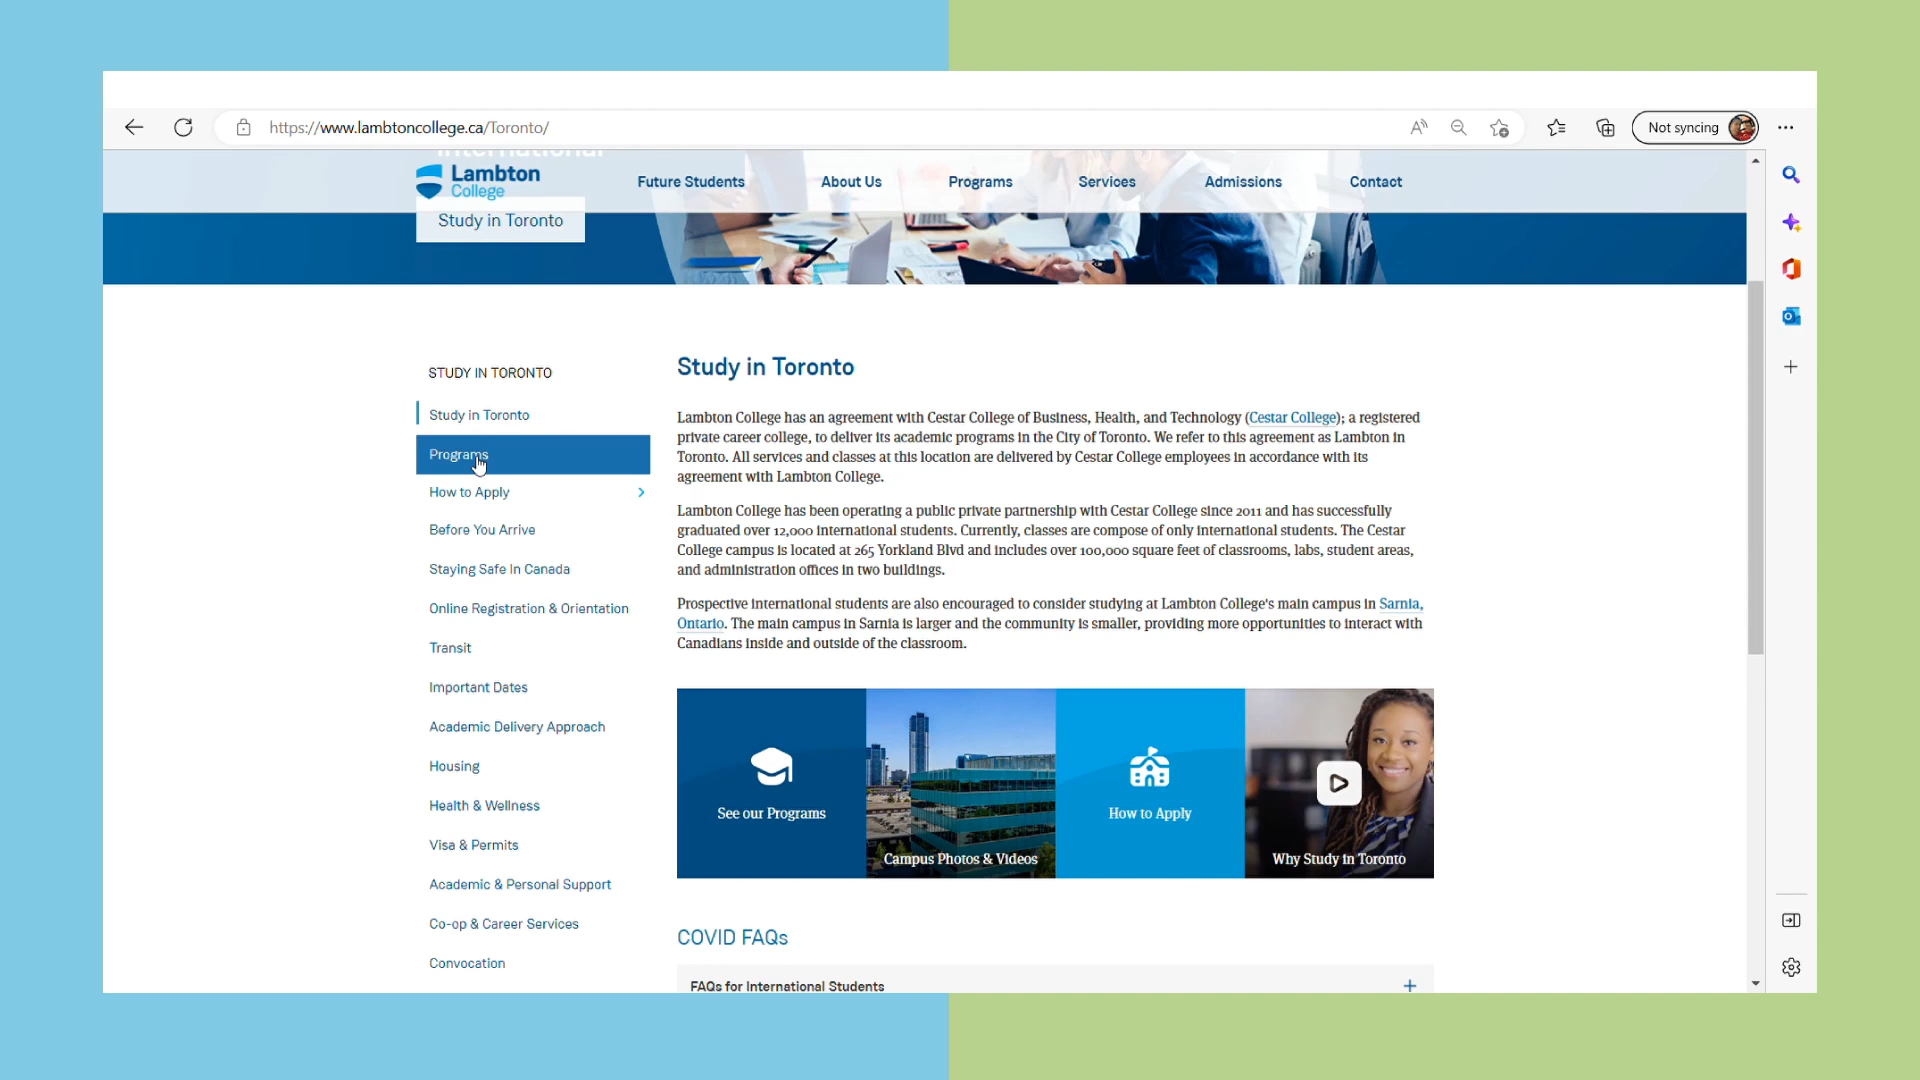 https://www.lambtoncollege.ca/Toronto/
Not syncing
International
Lambton
College
Future Students
About Us
Programs
Services
Admissions
Contact
Study in Toronto
STUDY IN TORONTO
Study in Toronto
Programs
How to Apply
Before You Arrive
Staying Safe In Canada
Online Registration & Orientation
Transit
Important Dates
Academic Delivery Approach
Housing
Health & Wellness
Visa & Permits
Academic & Personal Support
Co-op & Career Services
Convocation
Study in Toronto
Lambton College has an agreement with Cestar College of Business, Health, and Technology (Cestar College); a registered
private career college, to deliver its academic programs in the City of Toronto. We refer to this agreement as Lambton in
Toronto. All services and classes at this location are delivered by Cestar College employees in accordance with its
agreement with Lambton College.
Lambton College has been operating a public private partnership with Cestar College since 2011 and has successfully
graduated over 12,000 international students. Currently, classes are compose of only international students. The Cestar
College campus is located at 265 Yorkland Blvd and includes over 100,000 square feet of classrooms, labs, student areas,
and administration offices in two buildings.
Prospective international students are also encouraged to consider studying at Lambton College's main campus in Sarnia,
Ontario. The main campus in Sarnia is larger and the community is smaller, providing more opportunities to interact with
Canadians inside and outside of the classroom.
See our Programs
Campus Photos & Videos
How to Apply
Why Study in Toronto
COVID FAQs
FAQs for International Students